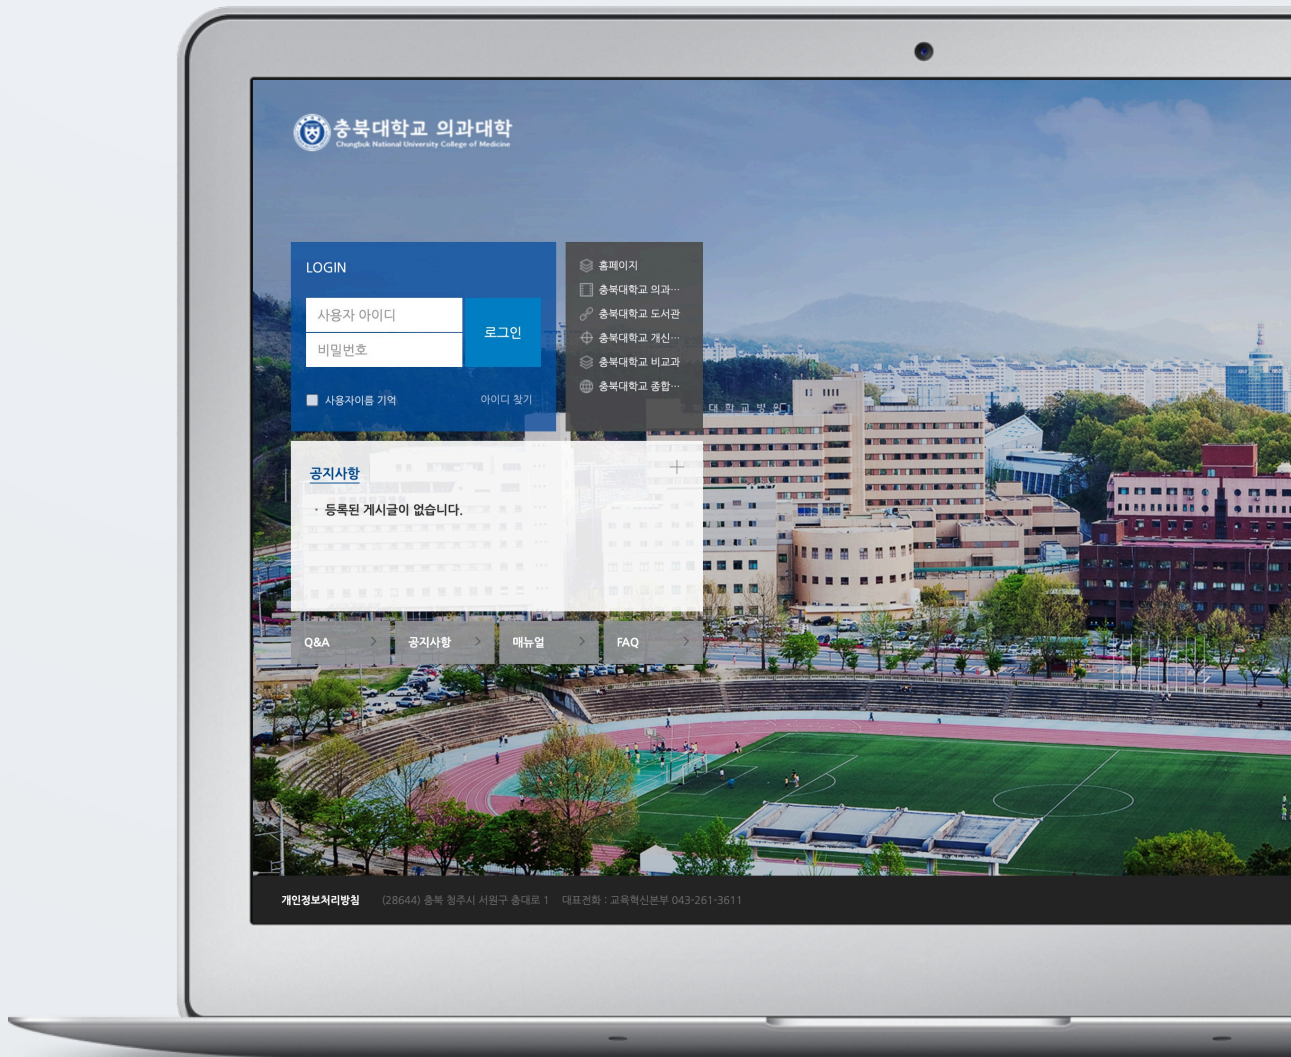 충북대학교 의과대학
Chungbuk National University College of Medicine
LOGIN
사용자 아이디
비밀번호
로그인
사용자이름 기억
아이디 찾기
홈페이지
충북대학교 의과…
충북대학교 도서관
충북대학교 개신…
충북대학교 비교과
충북대학교 종합…
대 학 교 병 원
공지사항
등록된 게시글이 없습니다.
Q&A
공지사항
매뉴얼
FAQ
개인정보처리방침
(28644) 충북 청주시 서원구 충대로 1 대표전화 : 교육혁신본부 043-261-3611